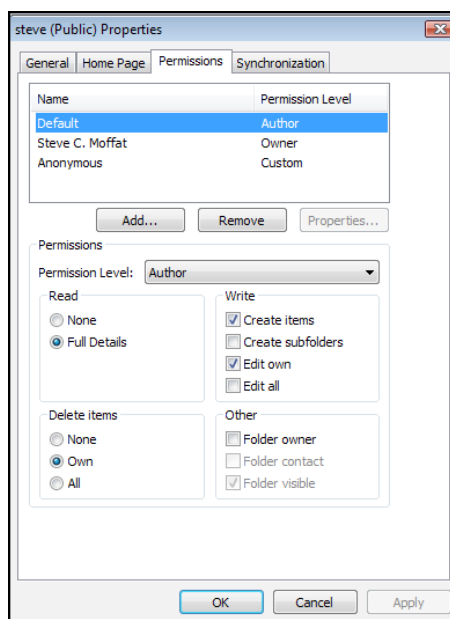 steve (Public) Properties
General Home Page Permissions Synchronization
Name Permission Level
Default Author
Steve C. Moffat Owner
Anonymous Custom
Add... Remove Properties...
Permissions
Permission Level: Author
Read Write
None Create items
Full Details Create subfolders
Edit own
Edit all
Delete items Other
None Folder owner
Own Folder contact
All Folder visible
OK Cancel Apply